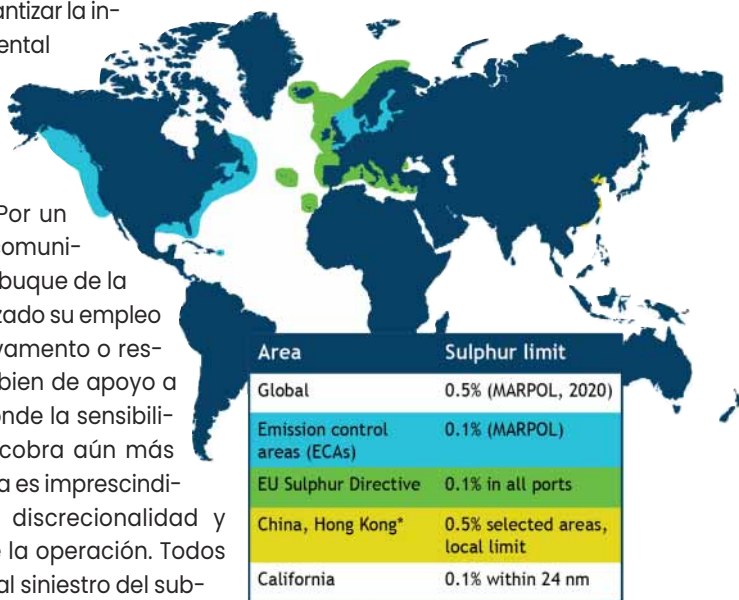 antizar la in-
ental
Por un
comuni-
buque de la
zado su empleo
vamento o res-
bien de apoyo a
onde la sensibili-
cobra aún más
a es imprescindi-
discrecionalidad y
e la operación. Todos
al siniestro del sub-
Area Sulphur limit
Global 0.5% (MARPOL, 2020)
Emission control 0.1% (MARPOL)
areas (ECAs)
EU Sulphur Directive 0.1% in all ports
China, Hong Kong* 0.5% selected areas,
local limit
California 0.1% within 24 nm